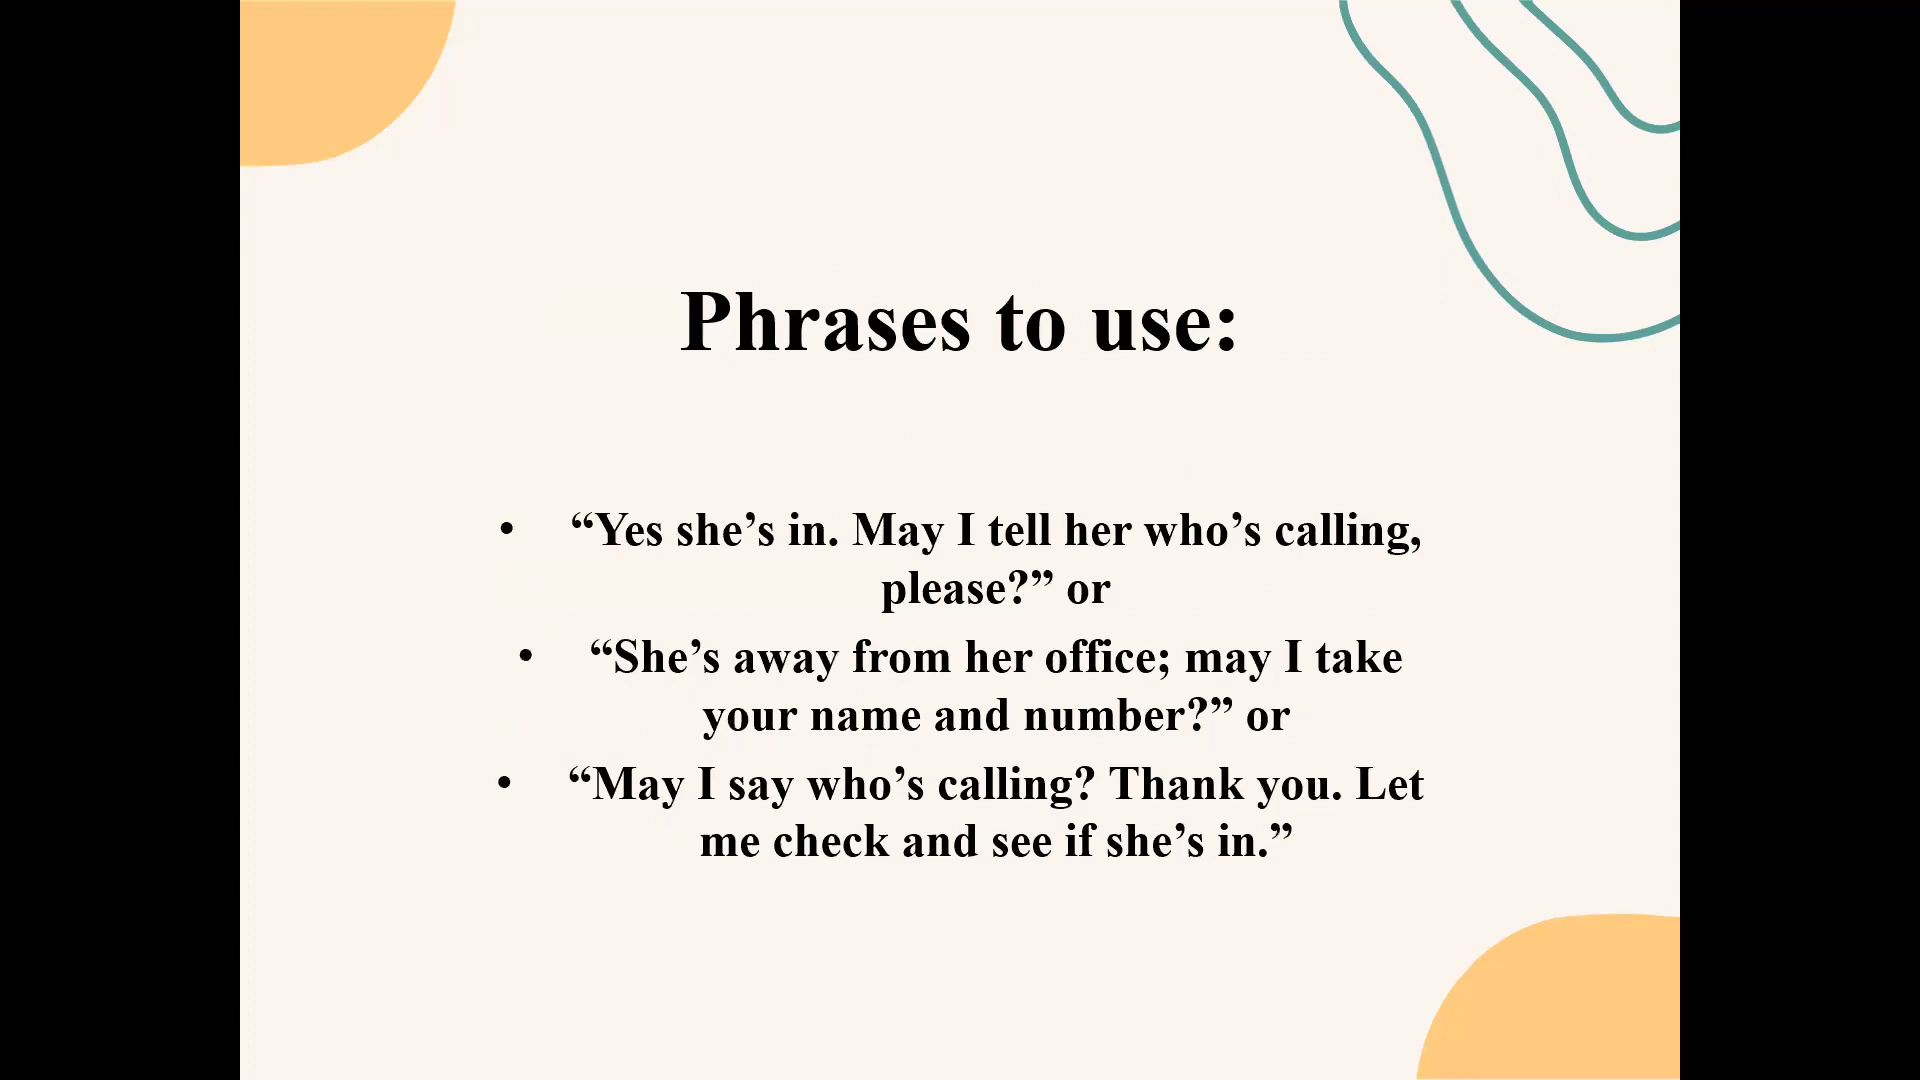 Phrases to use:
• “Yes she’s in. May I tell her who’s calling,
please?” or
• “She’s away from her office; may I take
your name and number?” or
• “May I say who’s calling? Thank you. Let
me check and see if she’s in.”